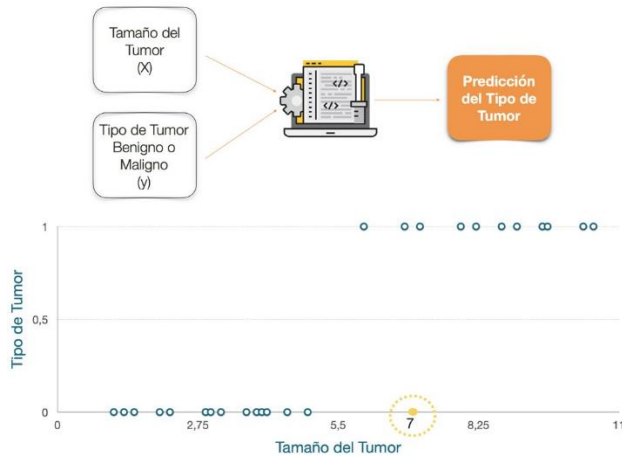 Tamaño del
Tumor
(X)
Tipo de Tumor
Benigno o
Maligno
(y)
</>
</>
Predicción
del Tipo de
Tumor
Tipo de Tumor
1
0,5
0
7
0
2,75
5,5
8,25
11
Tamaño del Tumor